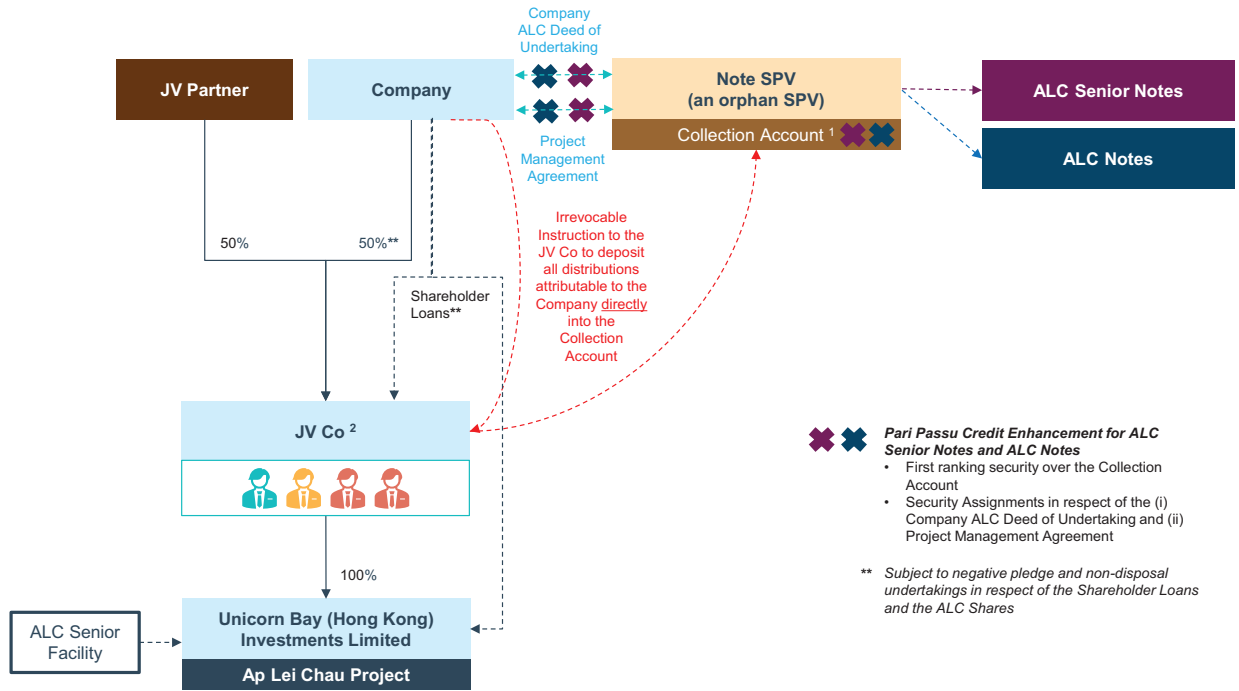 Company
ALC Deed of
Undertaking
JV Partner
Company
Note SPV
(an orphan SPV)
Collection Account 1
ALC Senior Notes
ALC Notes
Project
Management
Agreement
50%
50%**
Irrevocable
Instruction to the
JV Co to deposit
all distributions
attributable to the
Company directly
into the
Collection
Account
Shareholder
Loans**
JV Co 2
100%
Unicorn Bay (Hong Kong)
Investments Limited
Ap Lei Chau Project
ALC Senior
Facility
Pari Passu Credit Enhancement for ALC
Senior Notes and ALC Notes
• First ranking security over the Collection
Account
• Security Assignments in respect of the (i)
Company ALC Deed of Undertaking and (ii)
Project Management Agreement
** Subject to negative pledge and non-disposal
undertakings in respect of the Shareholder Loans
and the ALC Shares